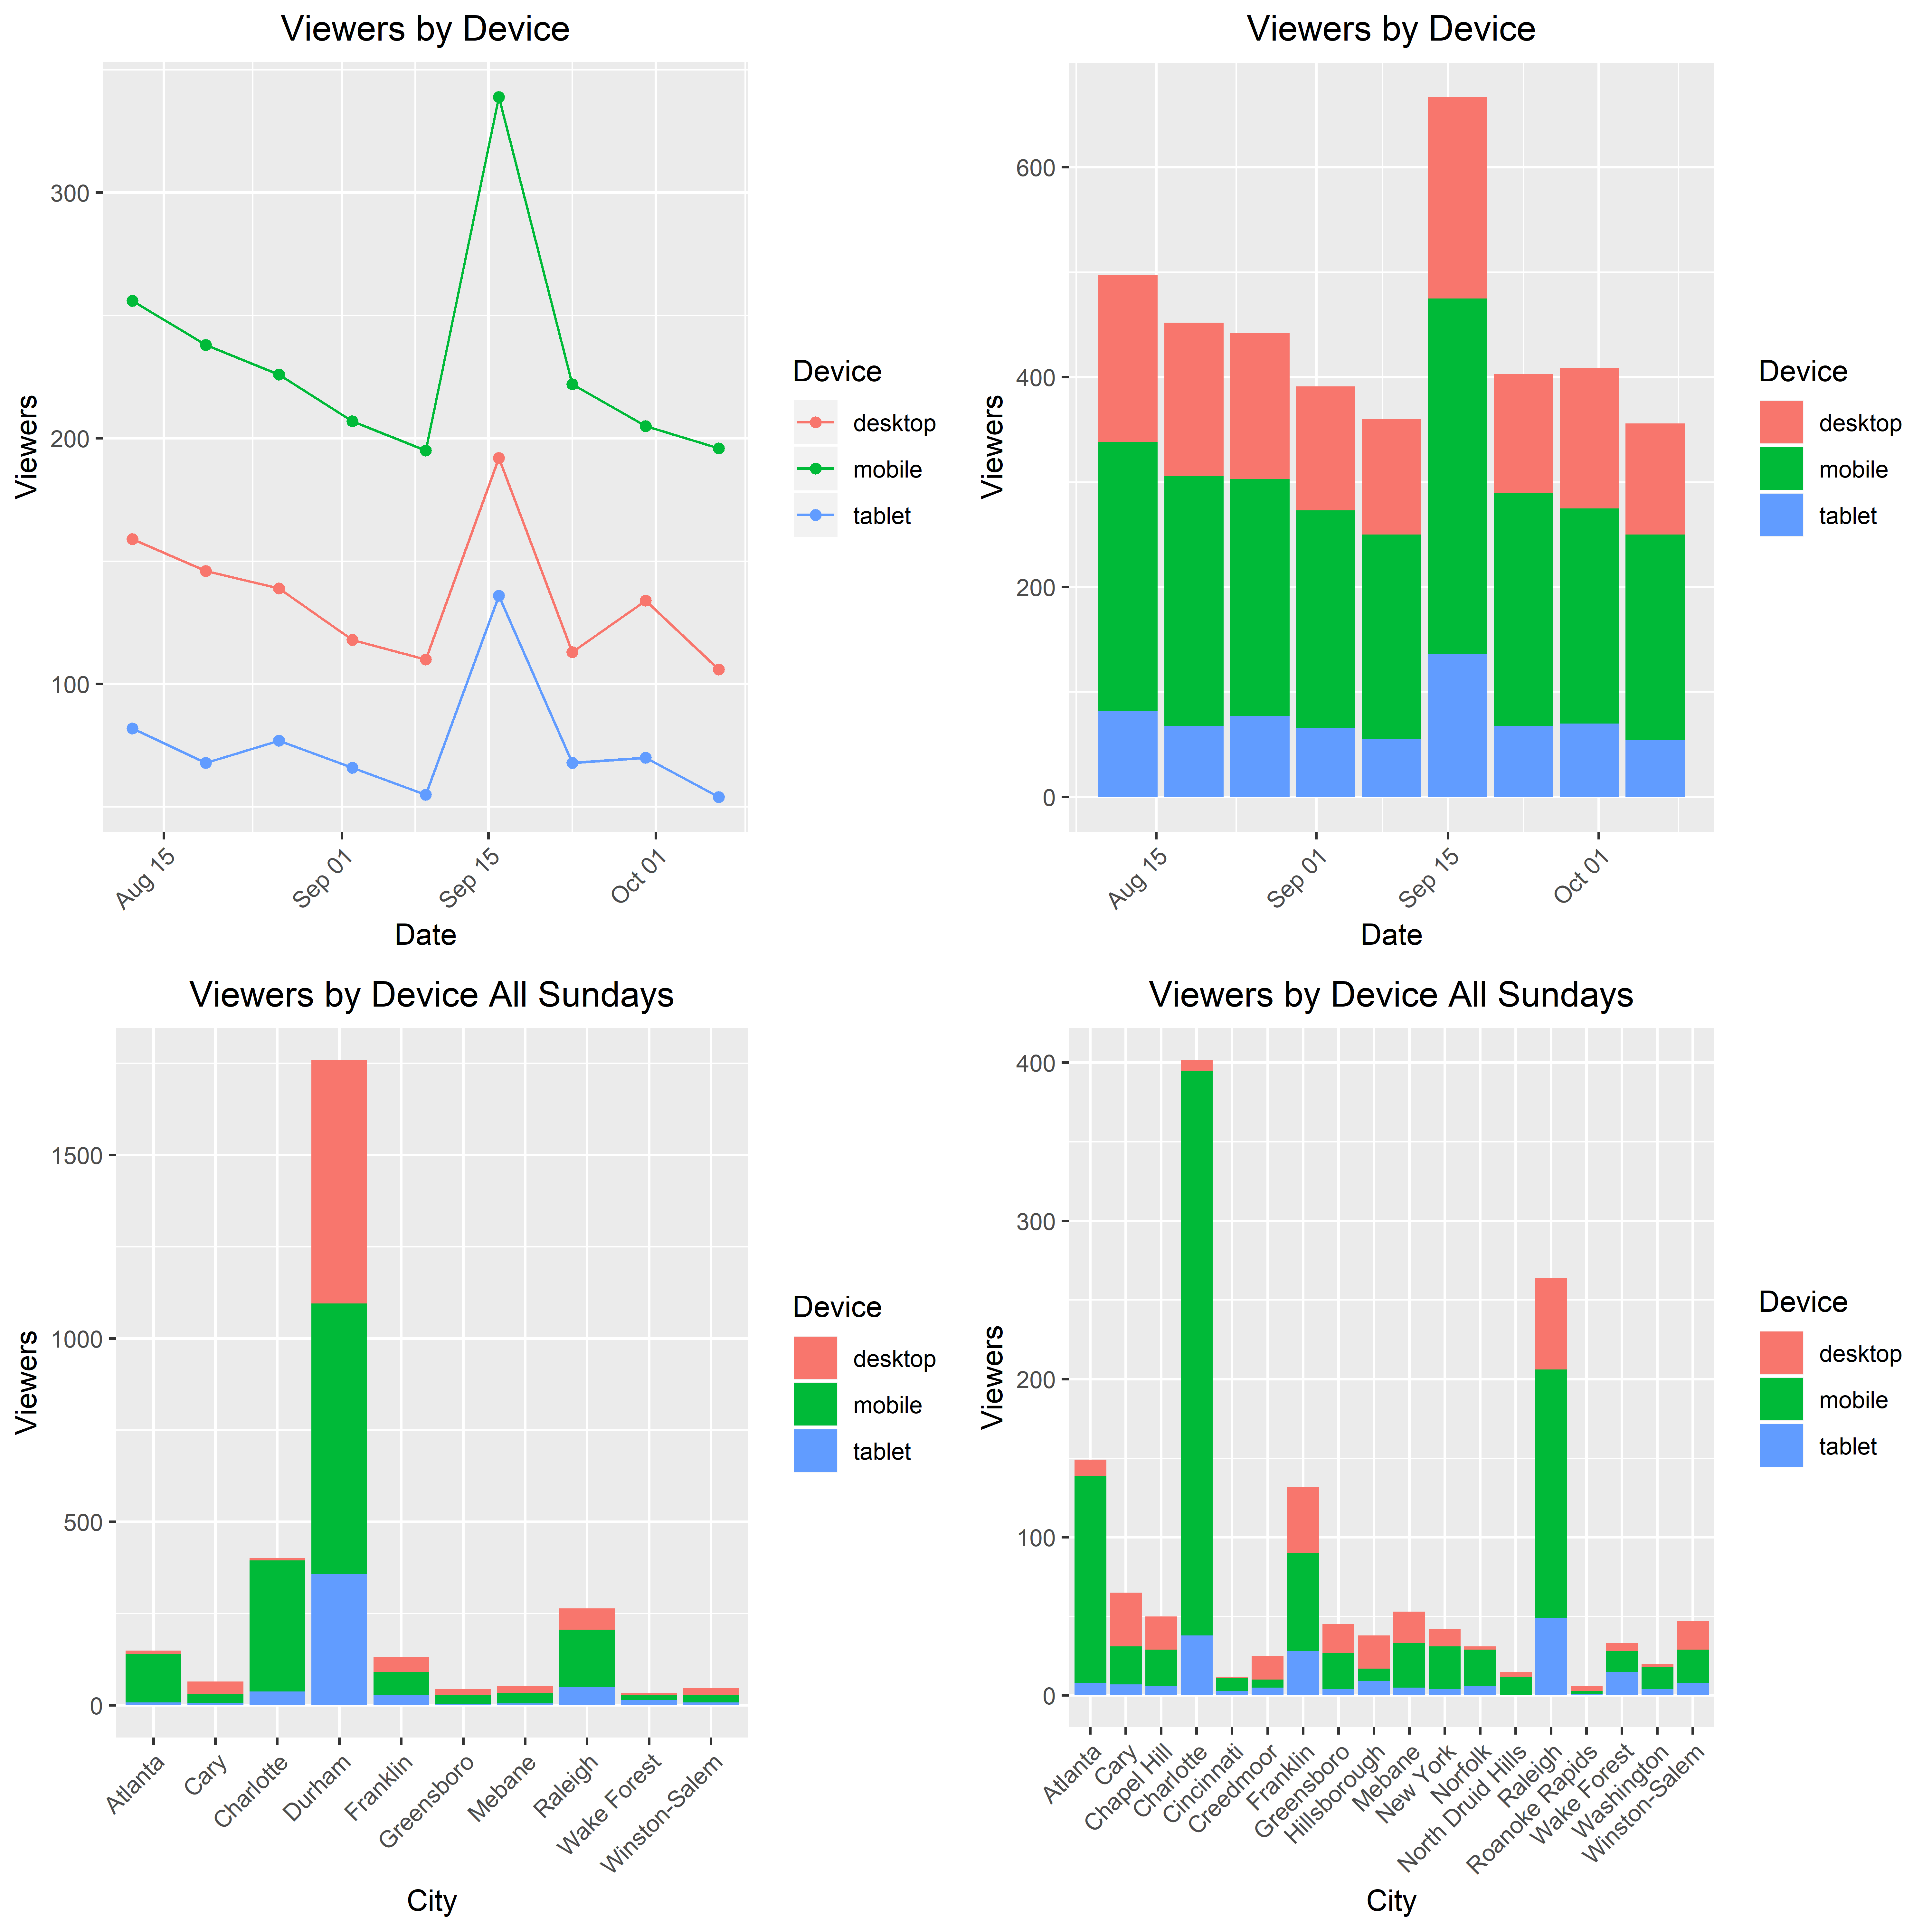 Viewers by Device
Viewers
300
200
100
Aug 15
Sep 01
Sep 15
Oct 01
Date
Device
desktop
mobile
tablet
Viewers by Device
Viewers
600
400
200
0
Aug 15
Sep 01
Sep 15
Oct 01
Date
Device
desktop
mobile
tablet
Viewers by Device All Sundays
Viewers
1500
1000
500
0
Atlanta
Cary
Charlotte
Durham
Franklin
Greensboro
Mebane
Raleigh
Wake Forest
Winston-Salem
City
Device
desktop
mobile
tablet
Viewers by Device All Sundays
Viewers
400
300
200
100
0
Atlanta
Cary
Chapel Hill
Charlotte
Cincinnati
Creedmoor
Franklin
Greensboro
Hillsborough
Mebane
New York
Norfolk
North Druid Hills
Raleigh
Roanoke Rapids
Wake Forest
Washington
Winston-Salem
City
Device
desktop
mobile
tablet